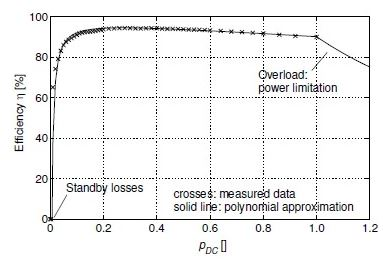 100
80
60
40
20
0
Efficiency η [%]
Overload:
power limitation
Standby losses
crosses: measured data
solid line: polynomial approximation
0 0.2 0.4 0.6 0.8 1.0 1.2
pDC []